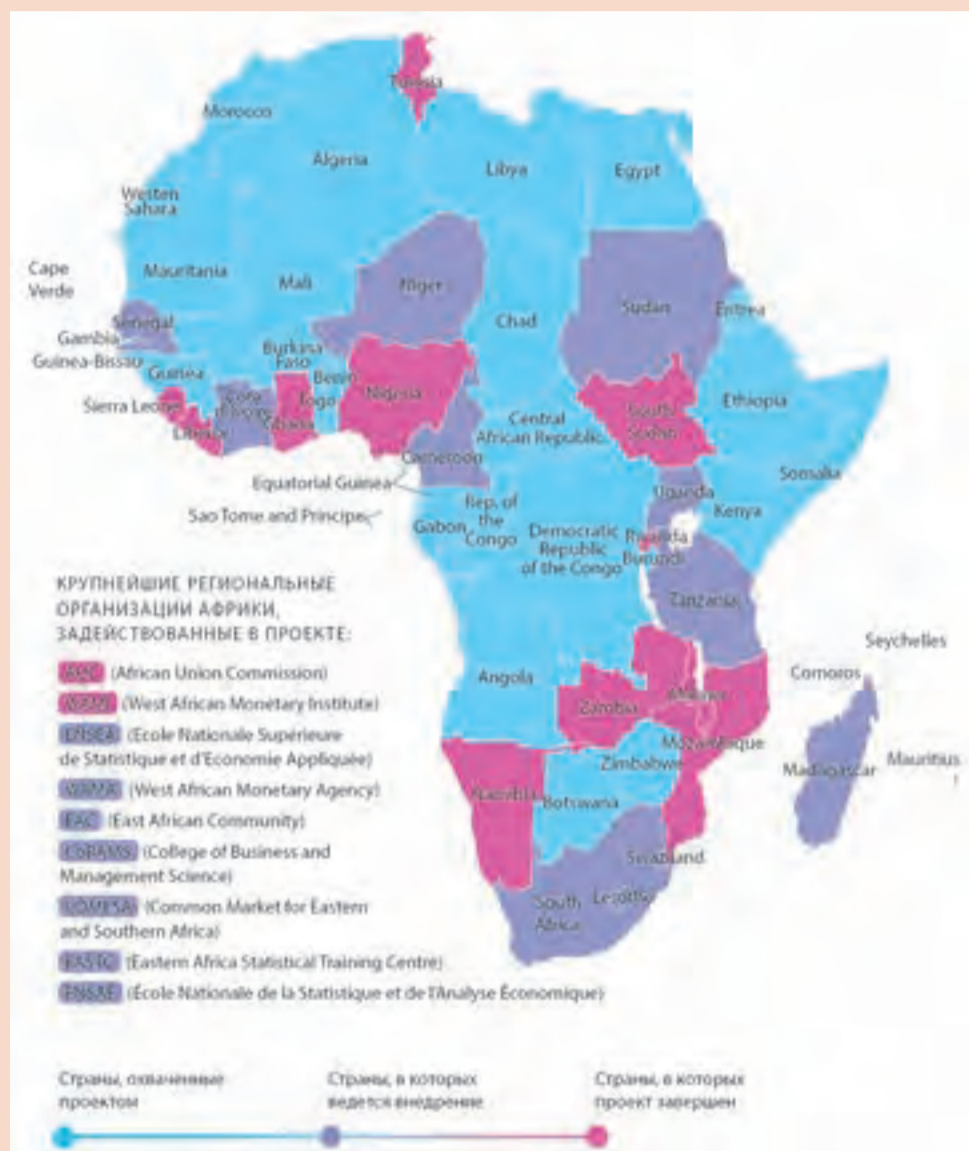 Tunisia
Morocco
Algeria
Libya
Egypt
Westen
Sahara
Cape
Verde
Mauritania
Mali
Niger
Chad
Sudan
Eritrea
Senegal
Gambia
Guinea-Bissau
Guinea
Burkina
Faso
Benin
Togo
Nigeria
Sierra Leone
Liberia
Ghana
Central
African Republic
South
Sudan
Ethiopia
Somalia
Cameroon
Equatorial Guinea
Sao Tome and Principe
Gabon
Rep. of
the
Congo
Democratic
Republic
of the Congo
Uganda
Kenya
Rwanda
Burundi
Tanzania
Seychelles
Comoros
Angola
Zambia
Mozambique
Zimbabwe
Madagascar
Mauritius
Namibia
Botswana
Swaziland
South
Africa
Lesotho
КРУПНЕЙШИЕ РЕГИОНАЛЬНЫЕ
ОРГАНИЗАЦИИ АФРИКИ,
ЗАДЕЙСТВОВАННЫЕ В ПРОЕКТЕ:
(African Union Commission)
(West African Monetary Institute)
ENSEA (Ecole Nationale Supérieure
de Statistique et d'Economie Appliquée)
WAMA (West African Monetary Agency)
EAC (East African Community)
CoBAMS (College of Business and
Management Science)
(Common Market for Eastern
and Southern Africa)
EASTC (Eastern Africa Statistical Training Centre)
ENSAE (École Nationale de la Statistique et de l'Analyse Économique)
Страны, охваченные
проектом
Страны, в которых
ведется внедрение
Страны, в которых
проект завершен